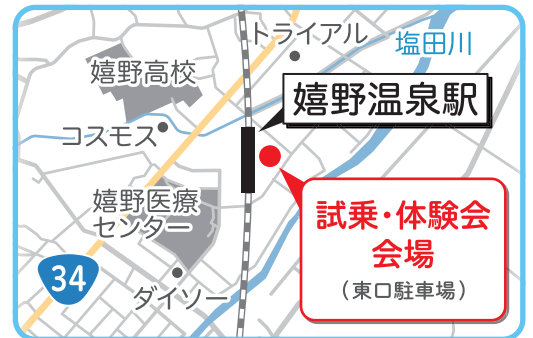 トライアル
塩田川
嬉野高校
嬉野温泉駅
コスモス
嬉野医療
センター
試乗・体験会
会場
（東口駐車場）
34
ダイソー